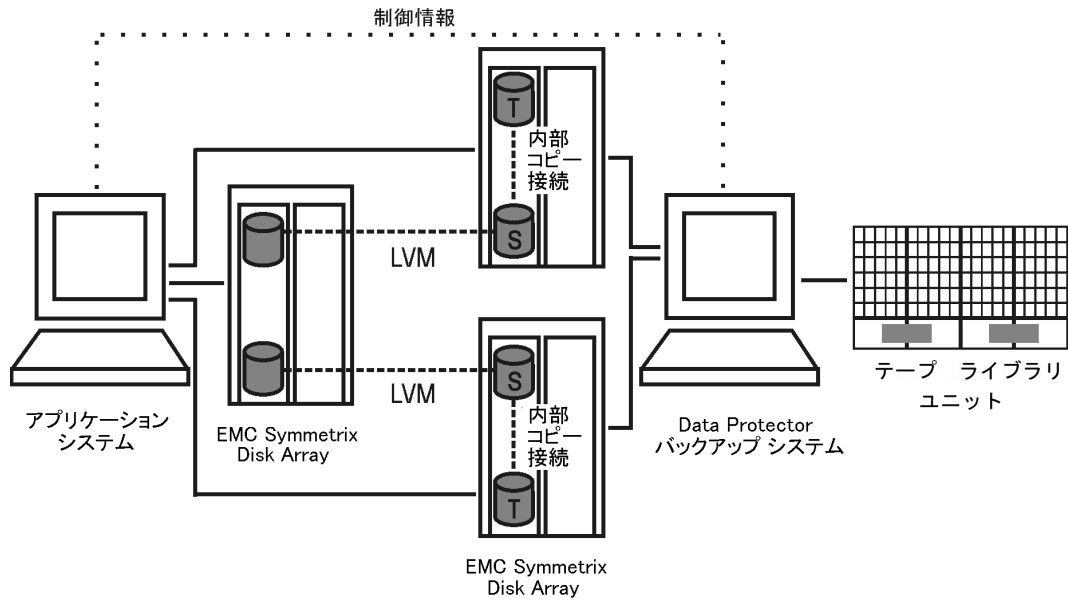 制御情報
T
内部
コピー
接続
S
LVM
S
LVM
内部
コピー
接続
T
アプリケーション
システム
EMC Symmetrix
Disk Array
EMC Symmetrix
Disk Array
Data Protector
バックアップ システム
テープ ライブラリ
ユニット